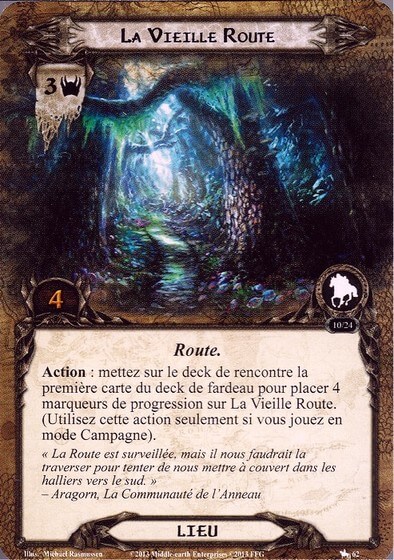 La Vieille Route
3
4
10/24
Route.
Action : mettez sur le deck de rencontre la
première carte du deck de fardeau pour placer 4
marqueurs de progression sur La Vieille Route.
(Utilisez cette action seulement si vous jouez en
mode Campagne).
« La Route est surveillée, mais il nous faudrait la
traverser pour tenter de nous mettre à couvert dans les
halliers vers le sud. »
– Aragorn, La Communauté de l'Anneau
LIEU
Illus. Michael Rasmussen ©2013 Middle-earth Enterprises ©2013 FFG 62